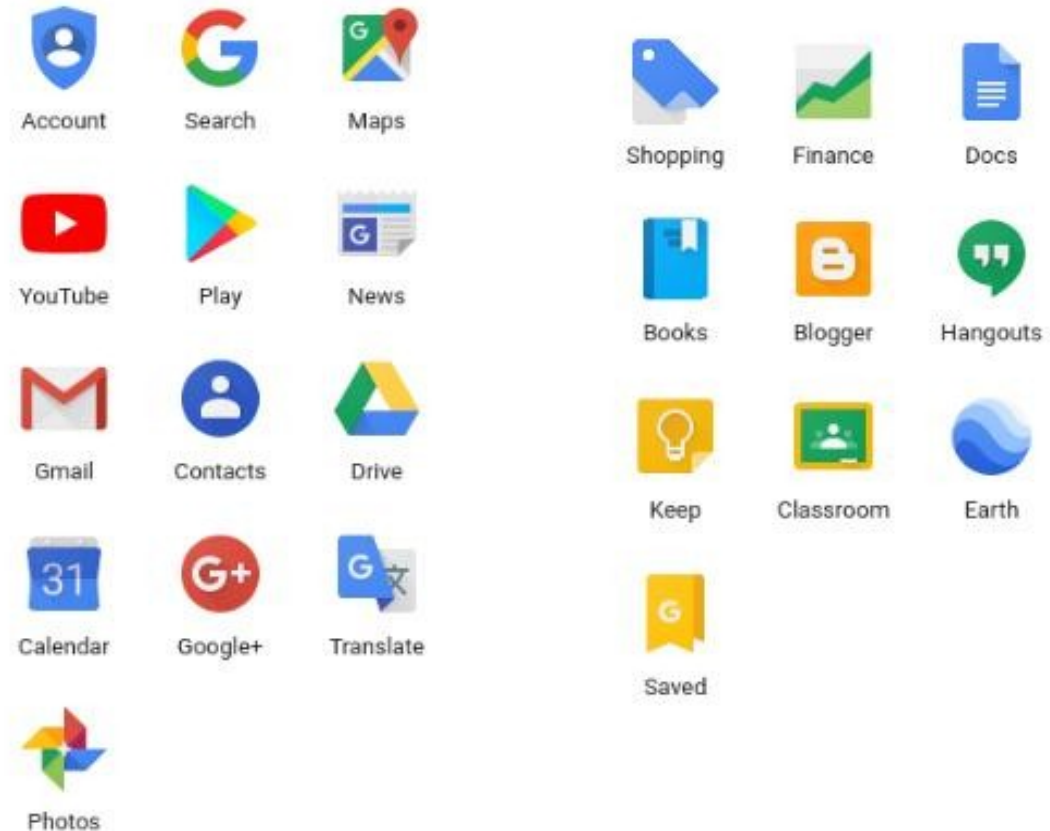 Account Search Maps
YouTube Play News
Gmail Contacts Drive
31
Calendar Google+ Translate
Photos
Shopping Finance Docs
Books Blogger Hangouts
Keep Classroom Earth
Saved